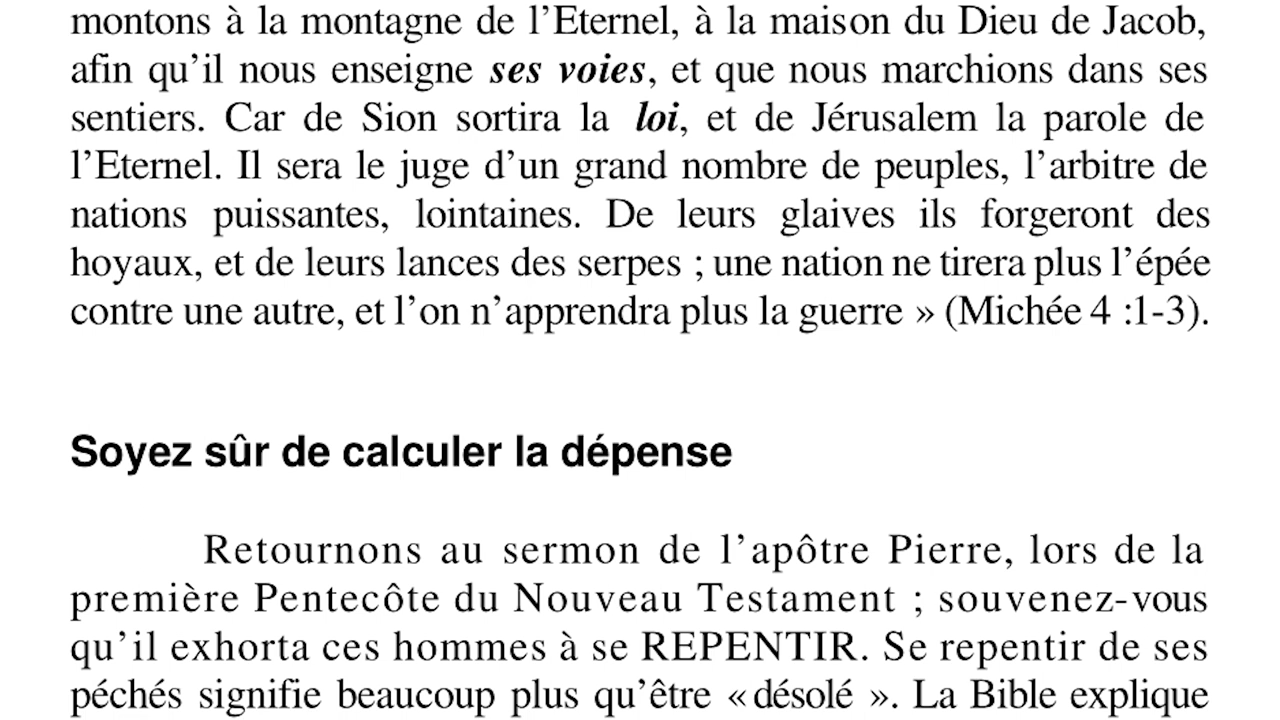 montons à la montagne de l’Eternel, à la maison du Dieu de Jacob,
afin qu’il nous enseigne ses voies, et que nous marchions dans ses
sentiers. Car de Sion sortira la loi, et de Jérusalem la parole de
l’Eternel. Il sera le juge d’un grand nombre de peuples, l’arbitre de
nations puissantes, lointaines. De leurs glaives ils forgeront des
hoyaux, et de leurs lances des serpes ; une nation ne tirera plus l’épée
contre une autre, et l’on n’apprendra plus la guerre » (Michée 4 :1-3).
Soyez sûr de calculer la dépense
Retournons au sermon de l’apôtre Pierre, lors de la
première Pentecôte du Nouveau Testament ; souvenez-vous
qu’il exhorta ces hommes à se REPENTIR. Se repentir de ses
péchés signifie beaucoup plus qu’être « désolé ». La Bible explique